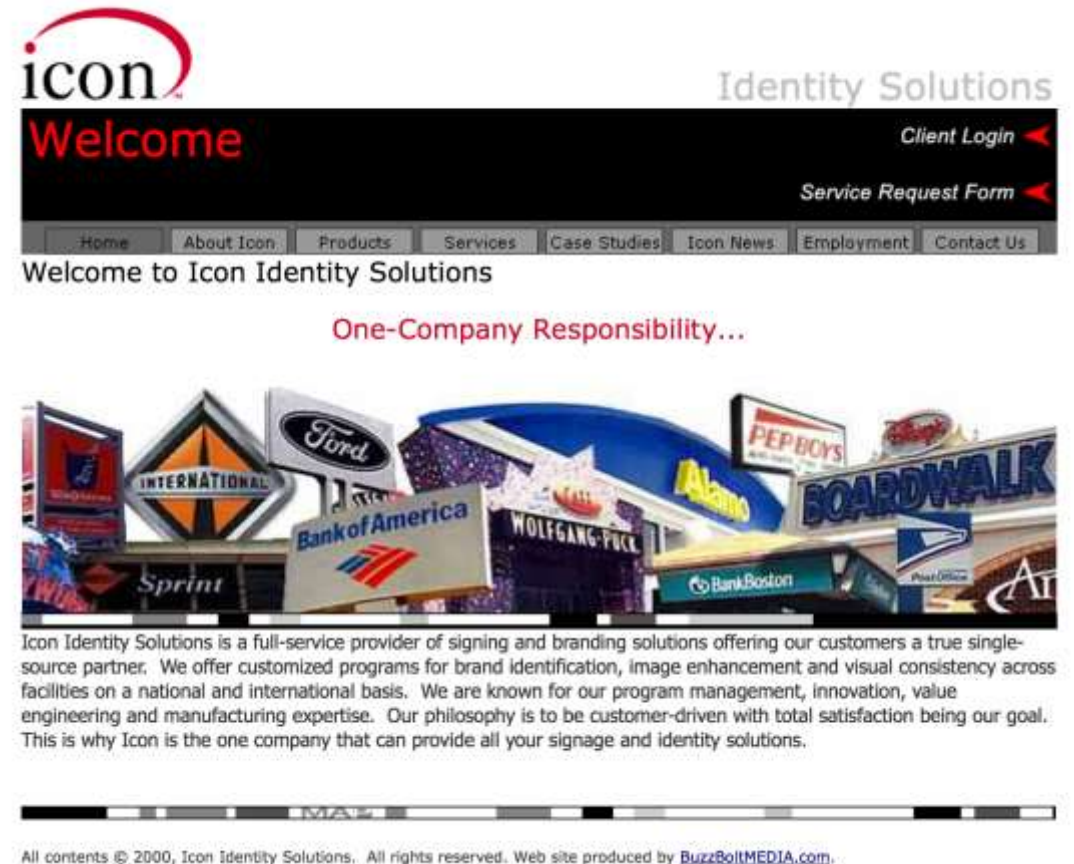 icon
Identity Solutions
Welcome
Client Login
Service Request Form
Home About Icon Products Services Case Studies Icon News Employment Contact Us
Welcome to Icon Identity Solutions
One-Company Responsibility...
INTERNATIONAL
Ford
Bank of America
Sprint
CAFE
WOLFGANG PUCK
Alamo
PEP BOYS
BankBoston
BOARDWALK
Post Office
Icon Identity Solutions is a full-service provider of signing and branding solutions offering our customers a true single-
source partner. We offer customized programs for brand identification, image enhancement and visual consistency across
facilities on a national and international basis. We are known for our program management, innovation, value
engineering and manufacturing expertise. Our philosophy is to be customer-driven with total satisfaction being our goal.
This is why Icon is the one company that can provide all your signage and identity solutions.
All contents © 2000, Icon Identity Solutions. All rights reserved. Web site produced by BuzzBoltMEDIA.com.